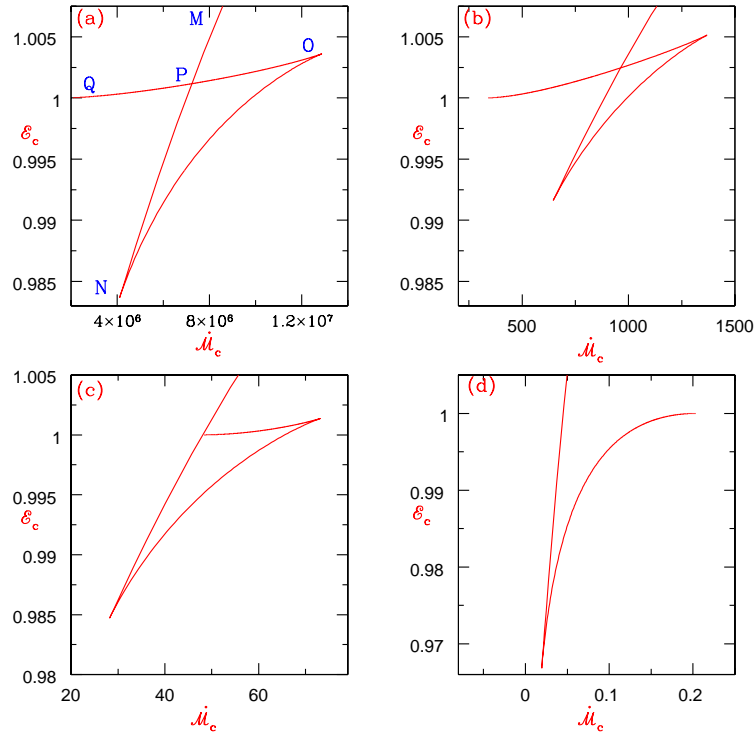 (a)
M
1.005
O
P
Q
1
ℰc
0.995
0.99
0.985
N
4×10⁶
8×10⁶
1.2×10⁷
ℳ̇c
(b)
1.005
1
ℰc
0.995
0.99
0.985
500
1000
1500
ℳ̇c
(c)
1.005
1
0.995
ℰc
0.99
0.985
0.98
20
40
60
ℳ̇c
(d)
1
0.99
ℰc
0.98
0.97
0
0.1
0.2
ℳ̇c